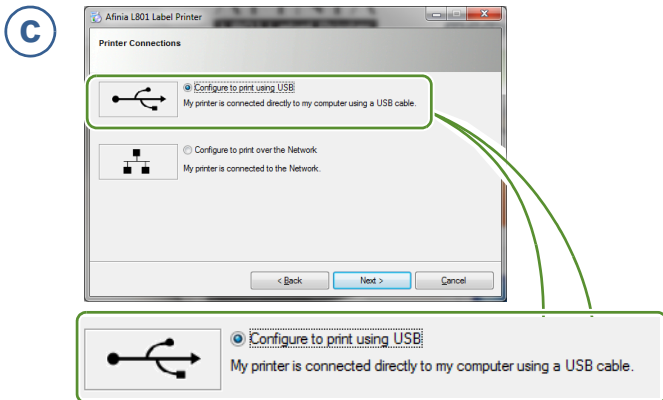 C
Afinia L801 Label Printer
Printer Connections
Configure to print using USB
My printer is connected directly to my computer using a USB cable.
Configure to print over the Network
My printer is connected to the Network.
< Back Next > Cancel
Configure to print using USB
My printer is connected directly to my computer using a USB cable.